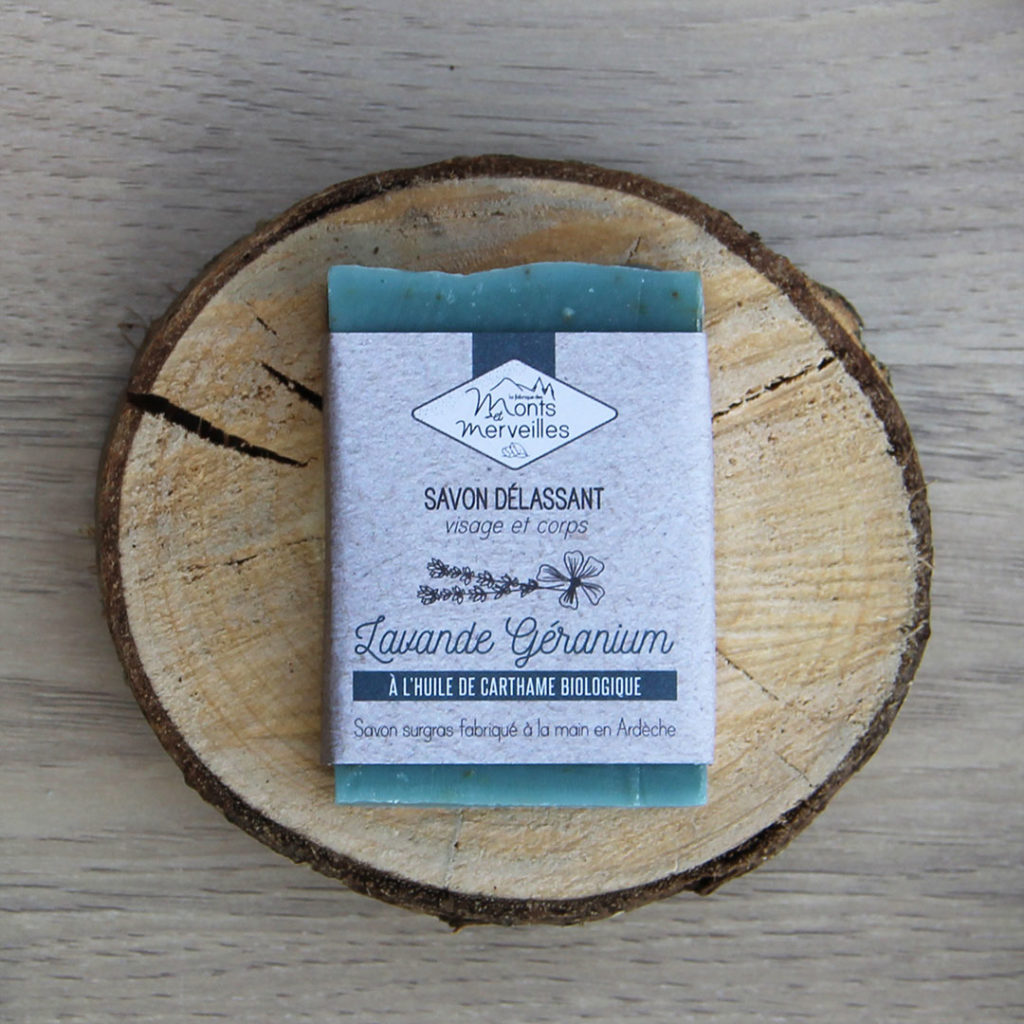 la fabrique des
Monts
et
Merveilles
SAVON DÉLASSANT
visage et corps
Lavande Géranium
À L'HUILE DE CARTHAME BIOLOGIQUE
Savon surgras fabriqué à la main en Ardèche